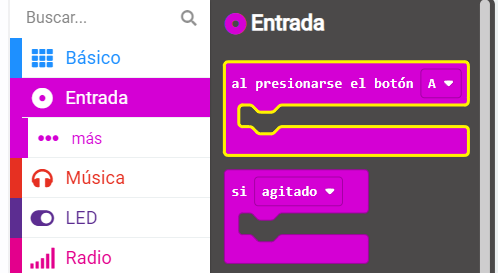 Buscar...
Básico
Entrada
más
Música
LED
Radio
Entrada
al presionarse el botón A
si agitado